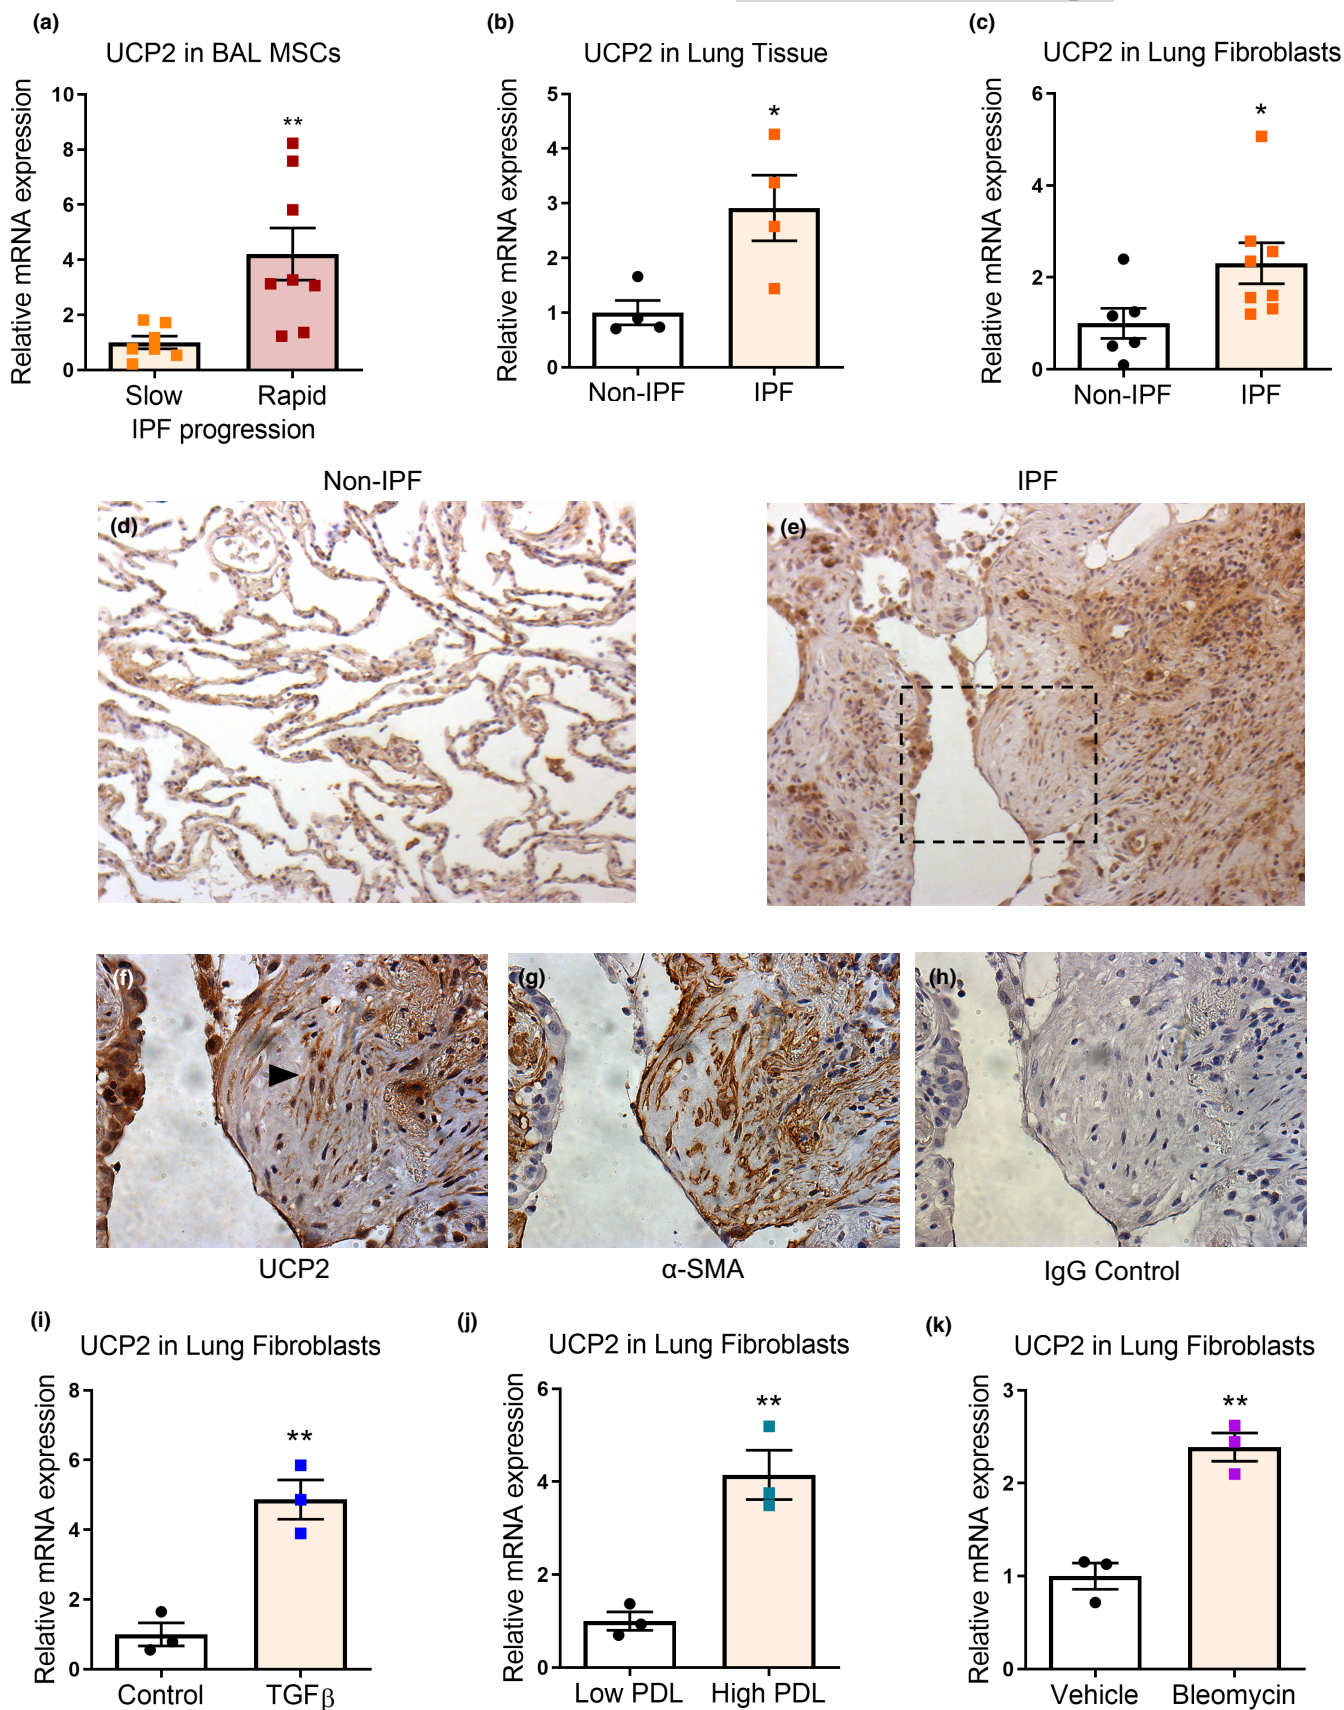 (a)
UCP2 in BAL MSCs
Relative mRNA expression
10
8
6
4
2
0
**
Slow
Rapid
IPF progression
(b)
UCP2 in Lung Tissue
Relative mRNA expression
5
4
3
2
1
0
*
Non-IPF
IPF
(c)
UCP2 in Lung Fibroblasts
Relative mRNA expression
6
4
2
0
*
Non-IPF
IPF
Non-IPF
(d)
IPF
(e)
(f)
UCP2
(g)
α-SMA
(h)
IgG Control
(i)
UCP2 in Lung Fibroblasts
Relative mRNA expression
8
6
4
2
0
**
Control
TGFβ
(j)
UCP2 in Lung Fibroblasts
Relative mRNA expression
6
4
2
0
**
Low PDL
High PDL
(k)
UCP2 in Lung Fibroblasts
Relative mRNA expression
3
2
1
0
**
Vehicle
Bleomycin